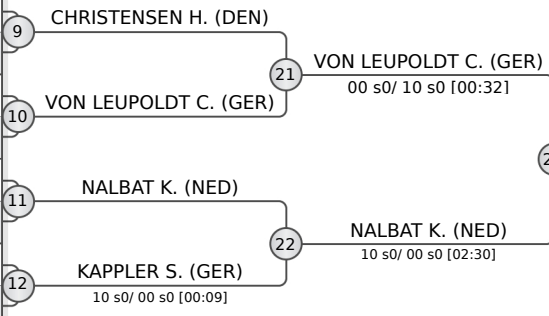 9
CHRISTENSEN H. (DEN)
21
VON LEUPOLDT C. (GER)
00 s0/ 10 s0 [00:32]
10
VON LEUPOLDT C. (GER)
11
NALBAT K. (NED)
22
NALBAT K. (NED)
10 s0/ 00 s0 [02:30]
12
KAPPLER S. (GER)
10 s0/ 00 s0 [00:09]